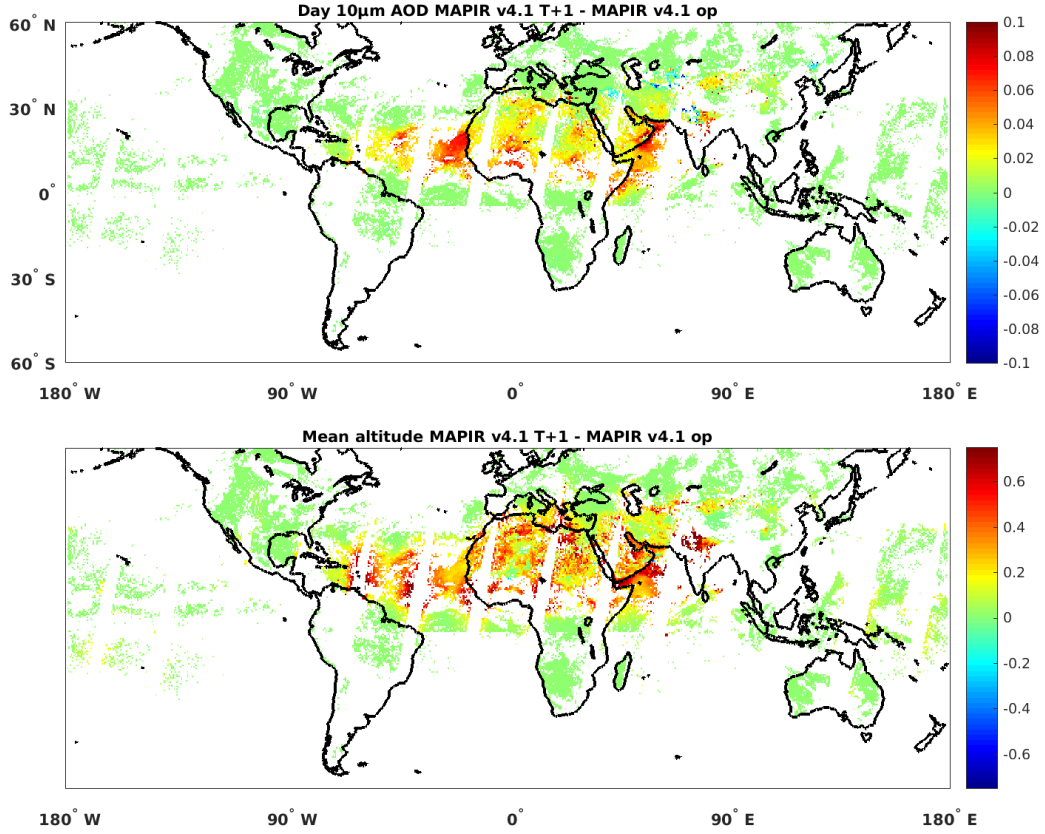 Day 10µm AOD MAPIR v4.1 T+1 - MAPIR v4.1 op
60° N
30° N
0°
30° S
60° S
180° W
90° W
0°
90° E
180° E
0.1
0.08
0.06
0.04
0.02
0
-0.02
-0.04
-0.06
-0.08
-0.1
Mean altitude MAPIR v4.1 T+1 - MAPIR v4.1 op
180° W
90° W
0°
90° E
180° E
0.6
0.4
0.2
0
-0.2
-0.4
-0.6